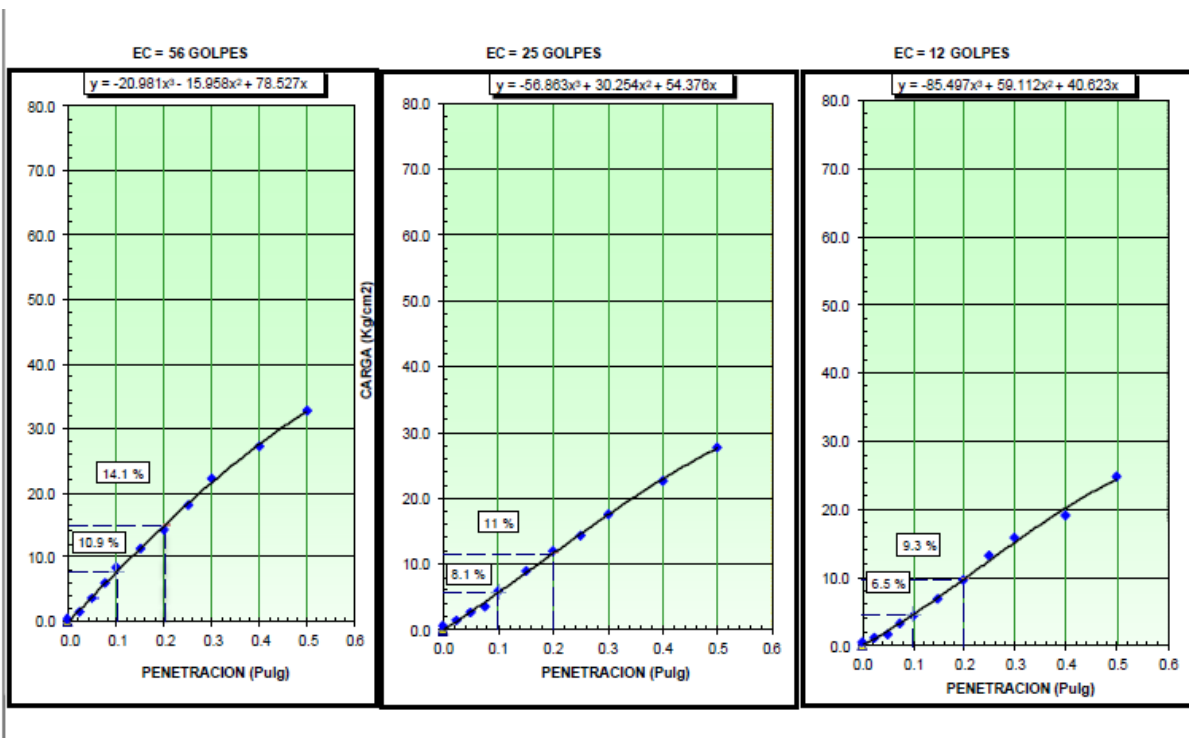 EC = 56 GOLPES
y = -20.981x³ - 15.958x² + 78.527x
80.0
70.0
60.0
50.0
40.0
30.0
20.0
10.0
0.0
14.1 %
10.9 %
0.0 0.1 0.2 0.3 0.4 0.5 0.6
PENETRACION (Pulg)
EC = 25 GOLPES
y = -56.863x³ + 30.254x² + 54.376x
CARGA (Kg/cm2)
80.0
70.0
60.0
50.0
40.0
30.0
20.0
10.0
0.0
11 %
8.1 %
0.0 0.1 0.2 0.3 0.4 0.5 0.6
PENETRACION (Pulg)
EC = 12 GOLPES
y = -85.497x³ + 59.112x² + 40.623x
80.0
70.0
60.0
50.0
40.0
30.0
20.0
10.0
0.0
9.3 %
6.5 %
0.0 0.1 0.2 0.3 0.4 0.5 0.6
PENETRACION (Pulg)